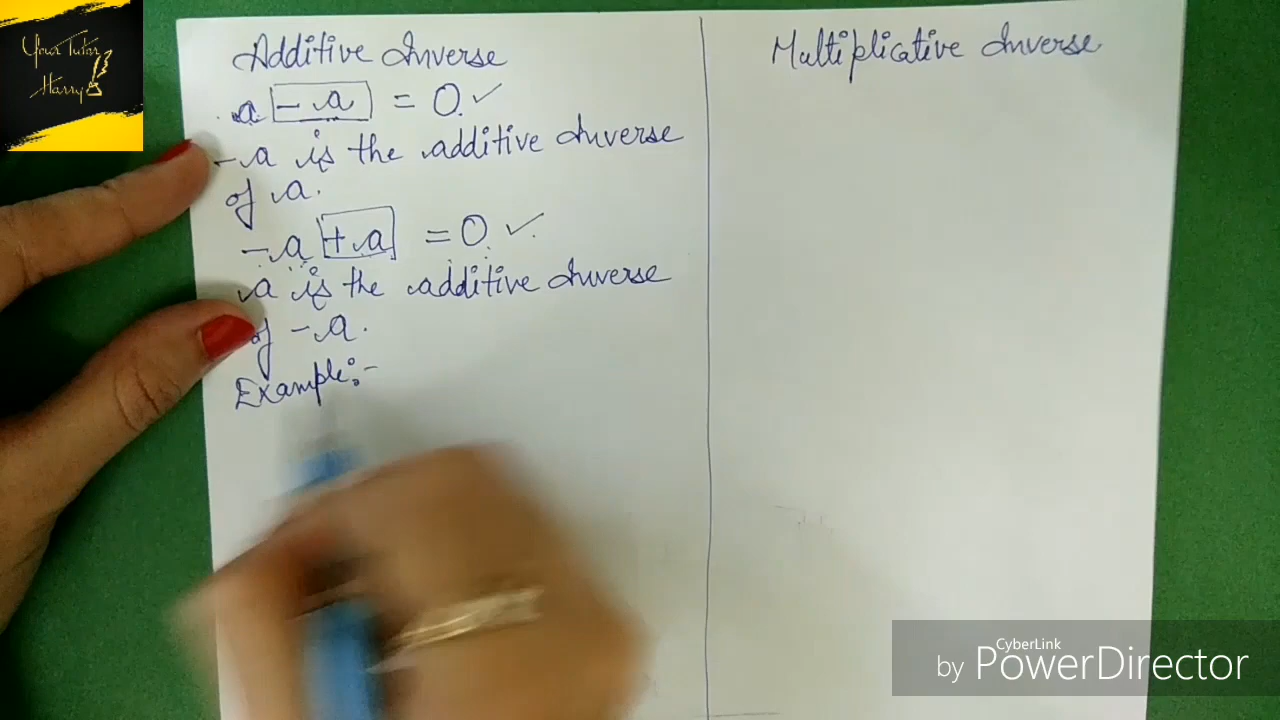 Your Tutor
Harry!
Additive Inverse
a - a = 0. ✓
- a is the additive Inverse
of a.
- a + a = 0. ✓
a is the additive Inverse
of - a.
Example:-
Multiplicative Inverse
CyberLink
by PowerDirector